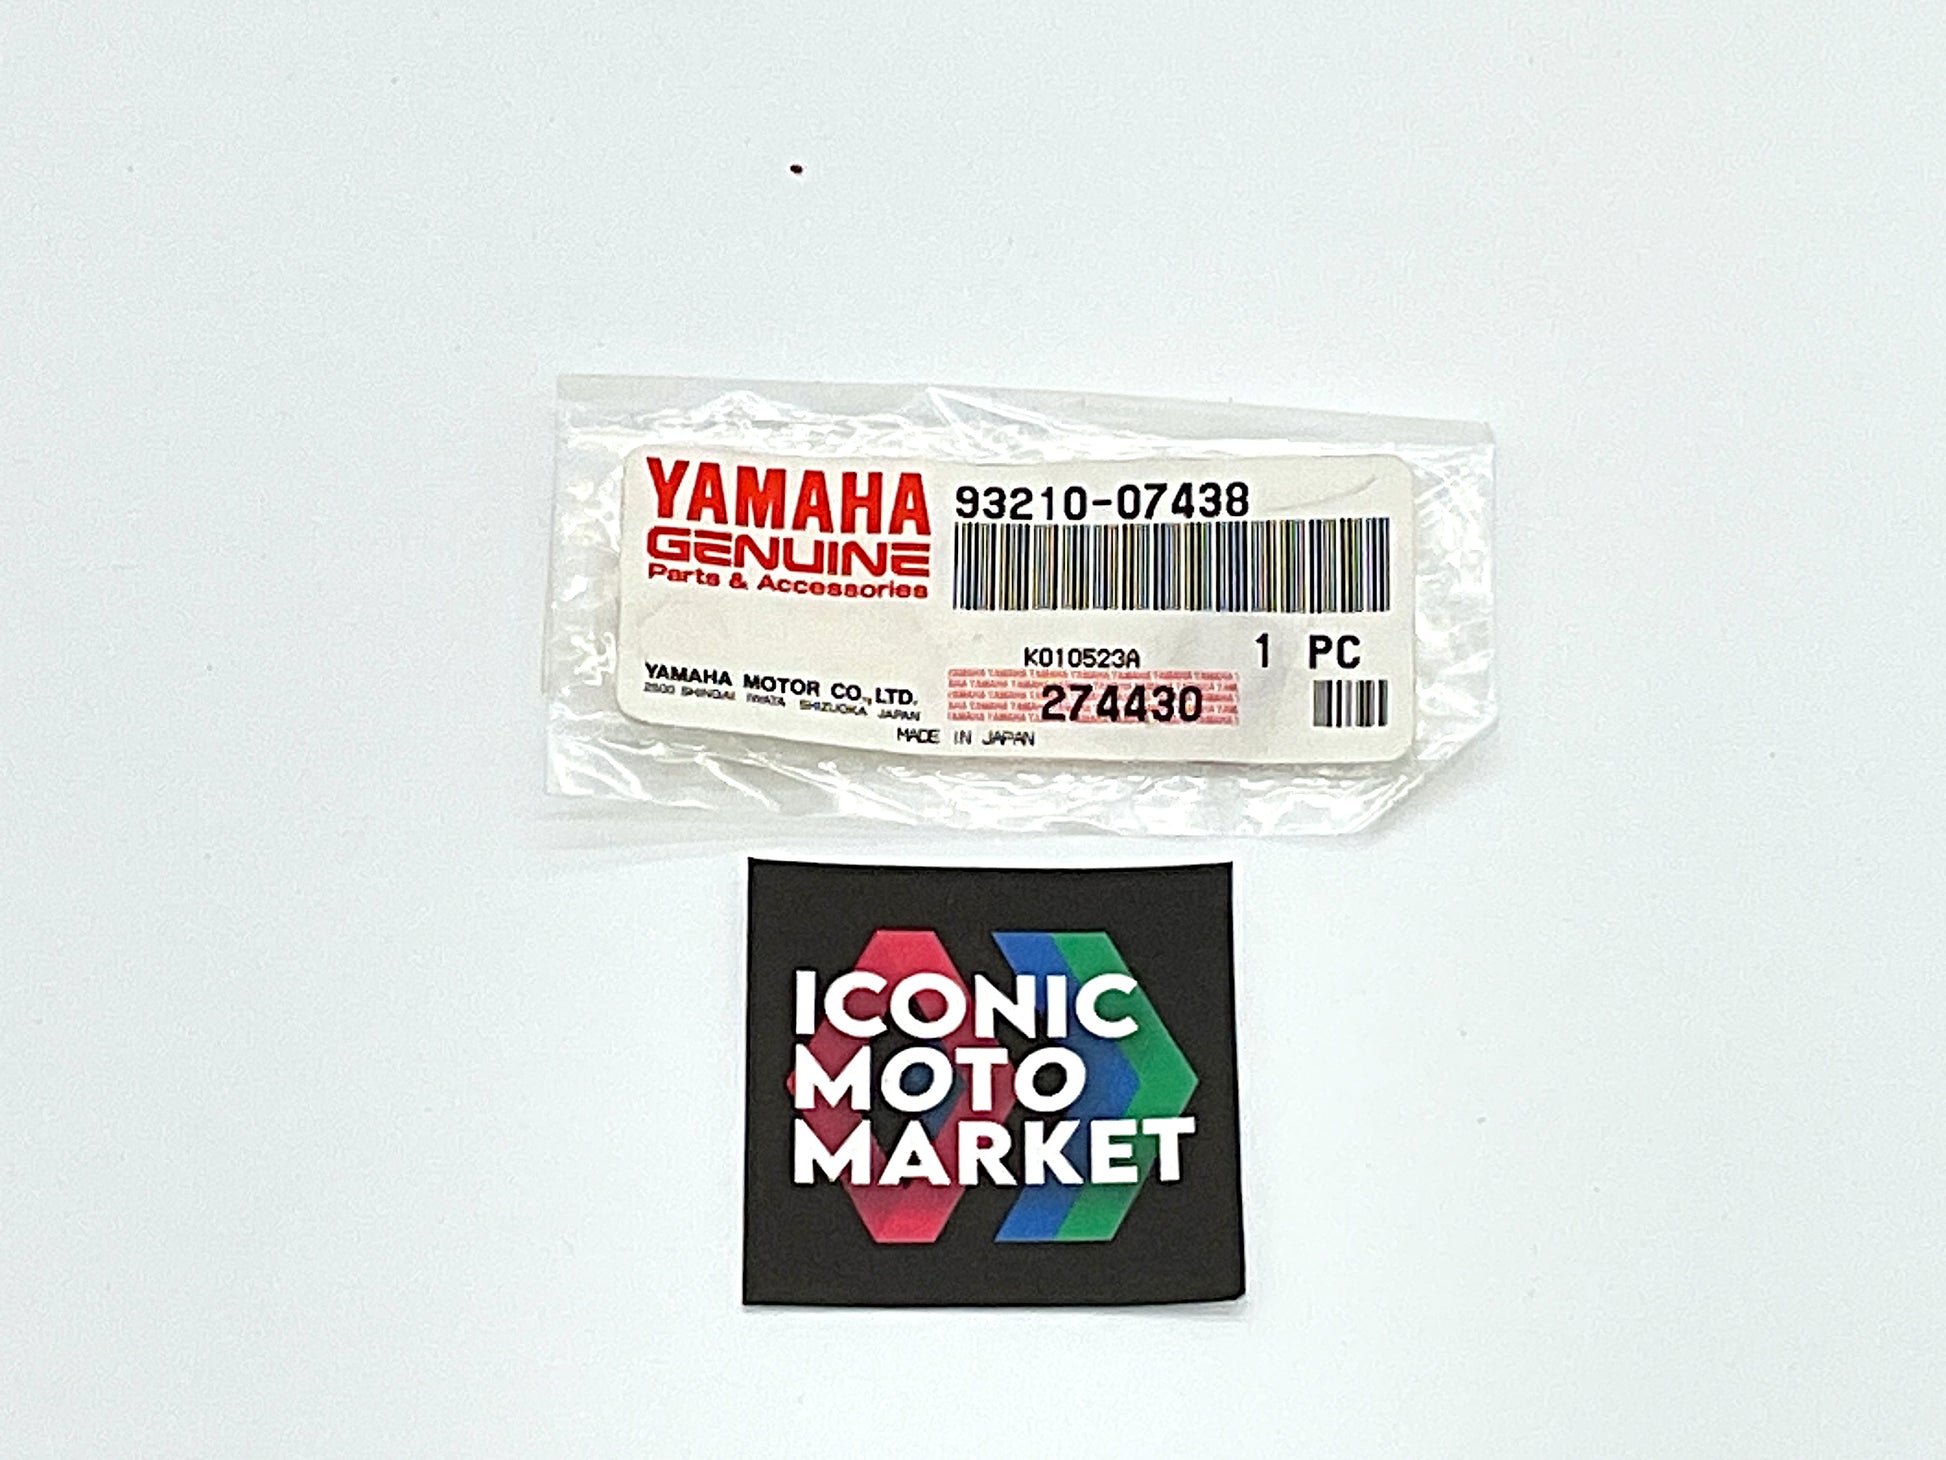 YAMAHA
GENUINE
Parts & Accessories
93210-07438
K010523A
1 PC
YAMAHA MOTOR CO., LTD.
2500 SHINGAI IWATA SHIZUOKA JAPAN
274430
MADE IN JAPAN
ICONIC
MOTO
MARKET